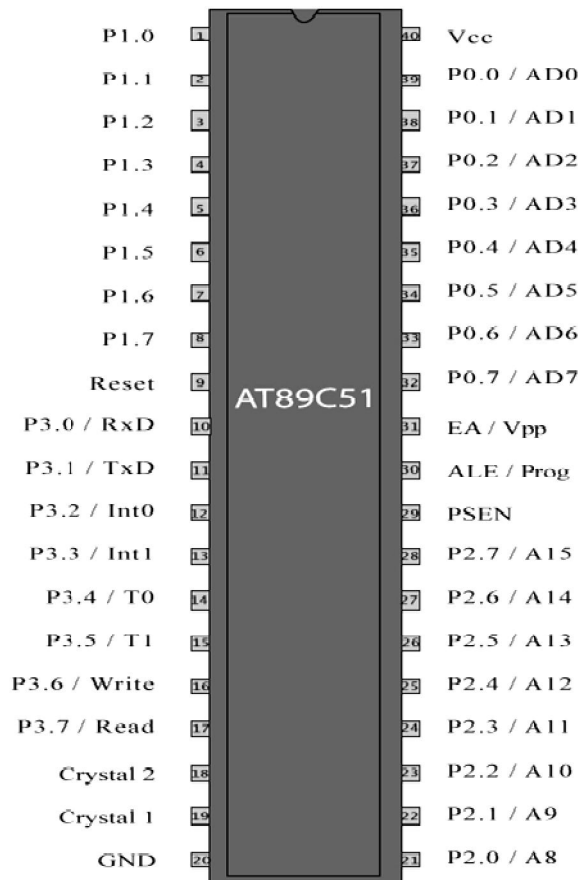 P1.0 1 40 Vcc
P1.1 2 39 P0.0 / AD0
P1.2 3 38 P0.1 / AD1
P1.3 4 37 P0.2 / AD2
P1.4 5 36 P0.3 / AD3
P1.5 6 35 P0.4 / AD4
P1.6 7 34 P0.5 / AD5
P1.7 8 33 P0.6 / AD6
Reset 9 32 P0.7 / AD7
AT89C51
P3.0 / RxD 10 31 EA / Vpp
P3.1 / TxD 11 30 ALE / Prog
P3.2 / Int0 12 29 PSEN
P3.3 / Int1 13 28 P2.7 / A15
P3.4 / T0 14 27 P2.6 / A14
P3.5 / T1 15 26 P2.5 / A13
P3.6 / Write 16 25 P2.4 / A12
P3.7 / Read 17 24 P2.3 / A11
Crystal 2 18 23 P2.2 / A10
Crystal 1 19 22 P2.1 / A9
GND 20 21 P2.0 / A8